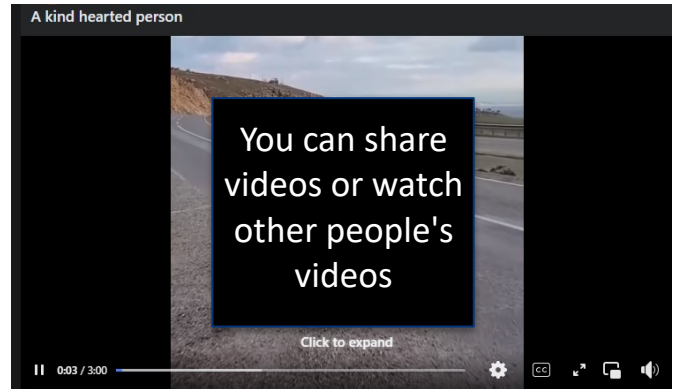 A kind hearted person
You can share
videos or watch
other people's
videos
Click to expand
0:03 / 3:00
CC